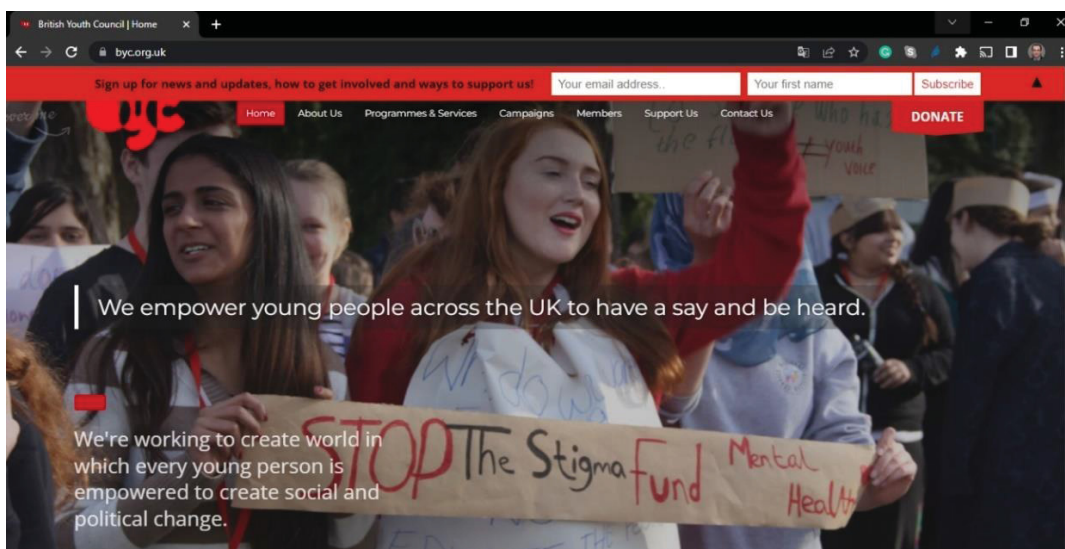 British Youth Council | Home
byc.org.uk
Sign up for news and updates, how to get involved and ways to support us! Your email address.. Your first name Subscribe
byc
Home About Us Programmes & Services Campaigns Members Support Us Contact Us DONATE
who has
the fl
≠ youth
voice
We empower young people across the UK to have a say and be heard.
We're working to create world in
which every young person is
empowered to create social and
political change.
STOP The Stigma Fund Mental
Health